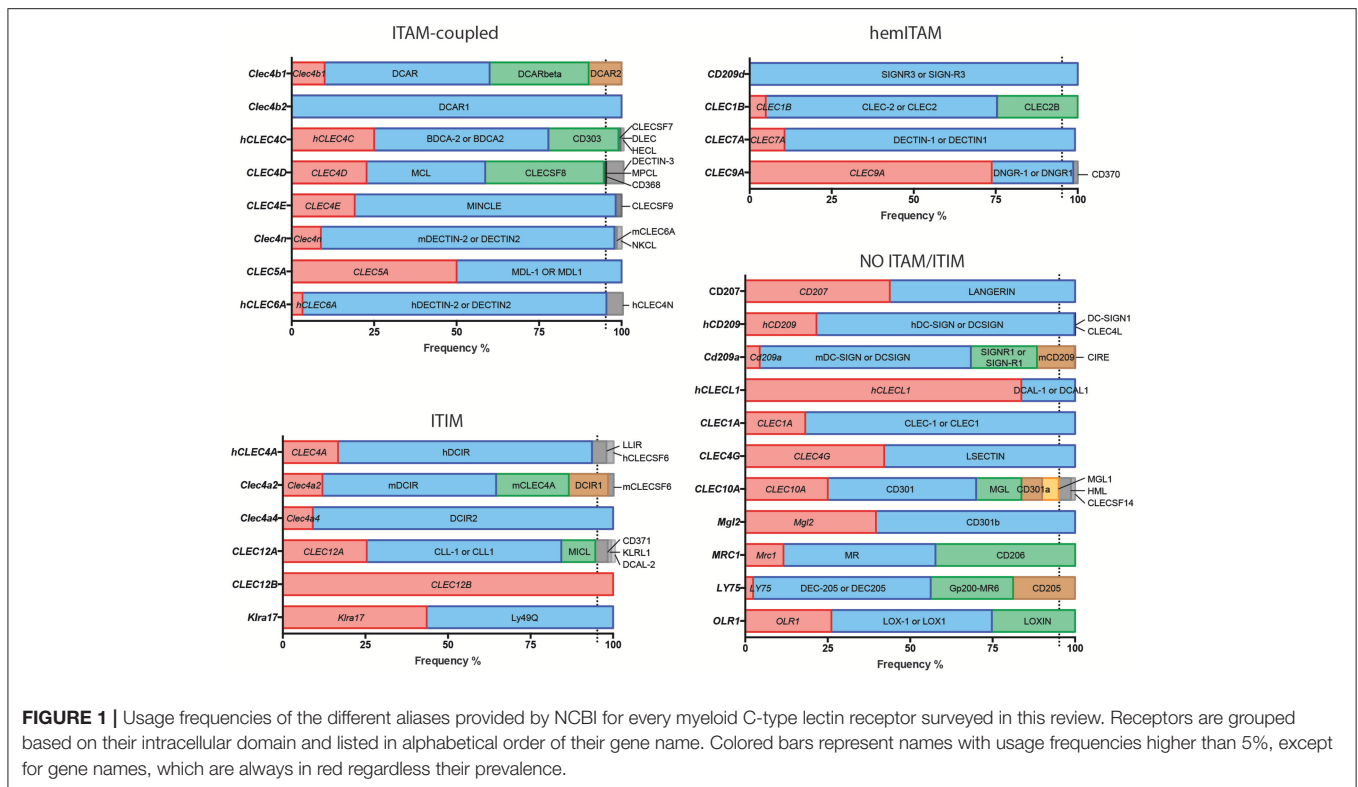 ITAM-coupled
Clec4b1 Clec4b1 DCAR DCARbeta DCAR2
Clec4b2 DCAR1
hCLEC4C hCLEC4C BDCA-2 or BDCA2 CD303 CLECSF7
DLEC
HECL
CLEC4D CLEC4D MCL CLECSF8 DECTIN-3
MPCL
CD368
CLEC4E CLEC4E MINCLE CLECSF9
Clec4n Clec4n mDECTIN-2 or DECTIN2 mCLEC6A
NKCL
CLEC5A CLEC5A MDL-1 OR MDL1
hCLEC6A hCLEC6A hDECTIN-2 or DECTIN2 hCLEC4N
0 25 50 75 100
Frequency %
hemITAM
CD209d SIGNR3 or SIGN-R3
CLEC1B CLEC1B CLEC-2 or CLEC2 CLEC2B
CLEC7A CLEC7A DECTIN-1 or DECTIN1
CLEC9A CLEC9A DNGR-1 or DNGR1 CD370
0 25 50 75 100
Frequency %
ITIM
hCLEC4A CLEC4A hDCIR LLIR
hCLECSF6
Clec4a2 Clec4a2 mDCIR mCLEC4A DCIR1 mCLECSF6
Clec4a4 Clec4a4 DCIR2
CLEC12A CLEC12A CLL-1 or CLL1 MICL CD371
KLRL1
DCAL-2
CLEC12B CLEC12B
Klra17 Klra17 Ly49Q
0 25 50 75 100
Frequency %
NO ITAM/ITIM
CD207 CD207 LANGERIN
hCD209 hCD209 hDC-SIGN or DCSIGN DC-SIGN1
CLEC4L
Cd209a Cd209a mDC-SIGN or DCSIGN SIGNR1 or
SIGN-R1 mCD209 CIRE
hCLECL1 hCLECL1 DCAL-1 or DCAL1
CLEC1A CLEC1A CLEC-1 or CLEC1
CLEC4G CLEC4G LSECTIN
CLEC10A CLEC10A CD301 MGL CD301a MGL1
HML
CLECSF14
Mgl2 Mgl2 CD301b
MRC1 Mrc1 MR CD206
LY75 LY75 DEC-205 or DEC205 Gp200-MR6 CD205
OLR1 OLR1 LOX-1 or LOX1 LOXIN
0 25 50 75 100
Frequency %
FIGURE 1 | Usage frequencies of the different aliases provided by NCBI for every myeloid C-type lectin receptor surveyed in this review. Receptors are grouped
based on their intracellular domain and listed in alphabetical order of their gene name. Colored bars represent names with usage frequencies higher than 5%, except
for gene names, which are always in red regardless their prevalence.